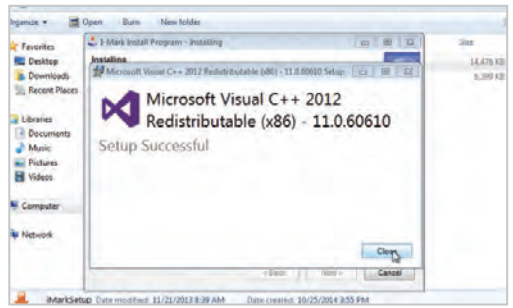 Organize
Open
Burn
New folder
Favorites
Desktop
Downloads
Recent Places
Libraries
Documents
Music
Pictures
Videos
Computer
Network
I-Mark Install Program - Installing
Installing
Microsoft Visual C++ 2012 Redistributable (x86) - 11.0.60610 Setup
Microsoft Visual C++ 2012
Redistributable (x86) - 11.0.60610
Setup Successful
Close
< Back
Next >
Cancel
Size
14,476 KB
6,399 KB
iMarkSetup Date modified: 11/21/2013 8:39 AM Date created: 10/25/2014 3:55 PM